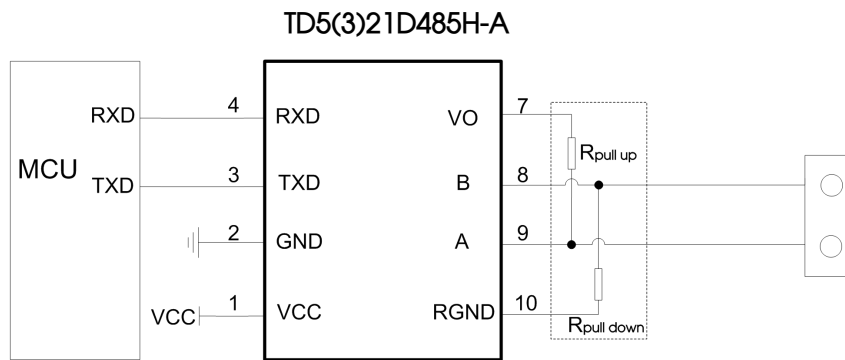 TD5(3)21D485H-A
RXD 4 RXD VO 7
Rpull up
MCU
TXD 3 TXD B 8
2 GND A 9
VCC 1 VCC RGND 10
Rpull down